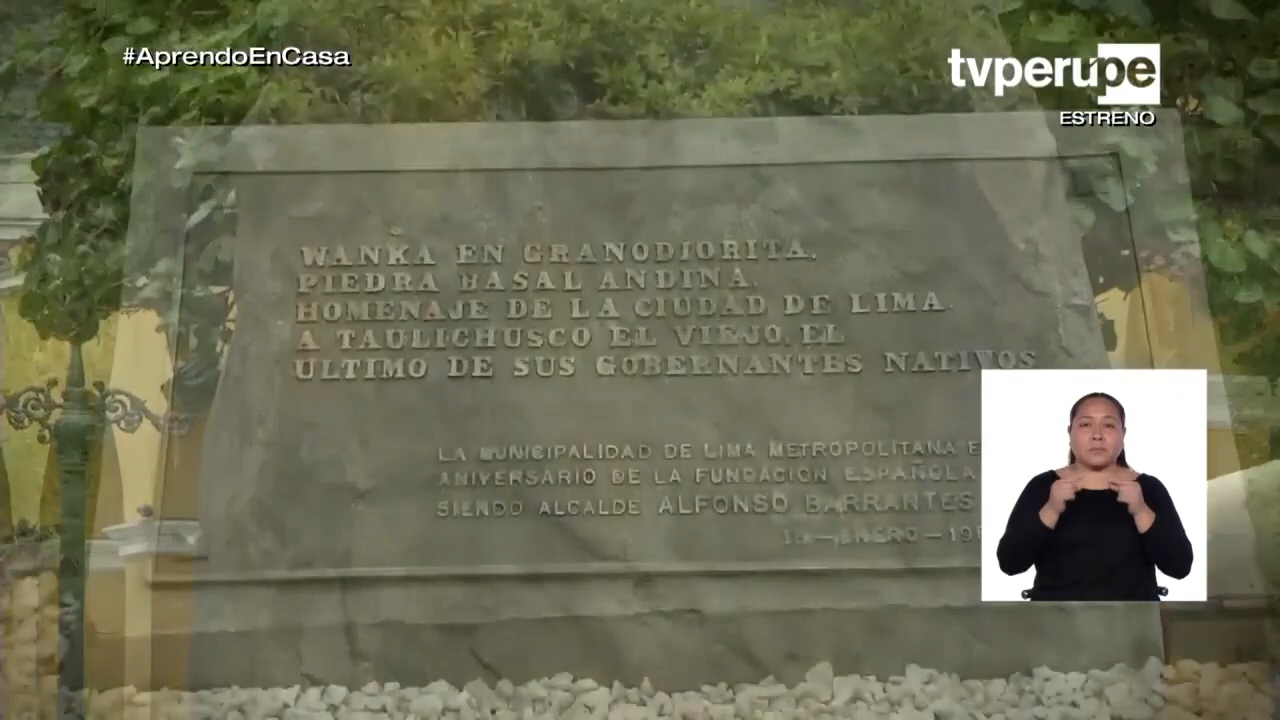 #AprendoEnCasa
tvperupe
ESTRENO
WANKA EN GRANODIORITA.
PIEDRA BASAL ANDINA.
HOMENAJE DE LA CIUDAD DE LIMA.
A TAULICHUSCO EL VIEJO, EL
ULTIMO DE SUS GOBERNANTES NATIVOS
LA MUNICIPALIDAD DE LIMA METROPOLITANA
ANIVERSARIO DE LA FUNDACION ESPAÑOLA
SIENDO ALCALDE ALFONSO BARRANTES
ENERO